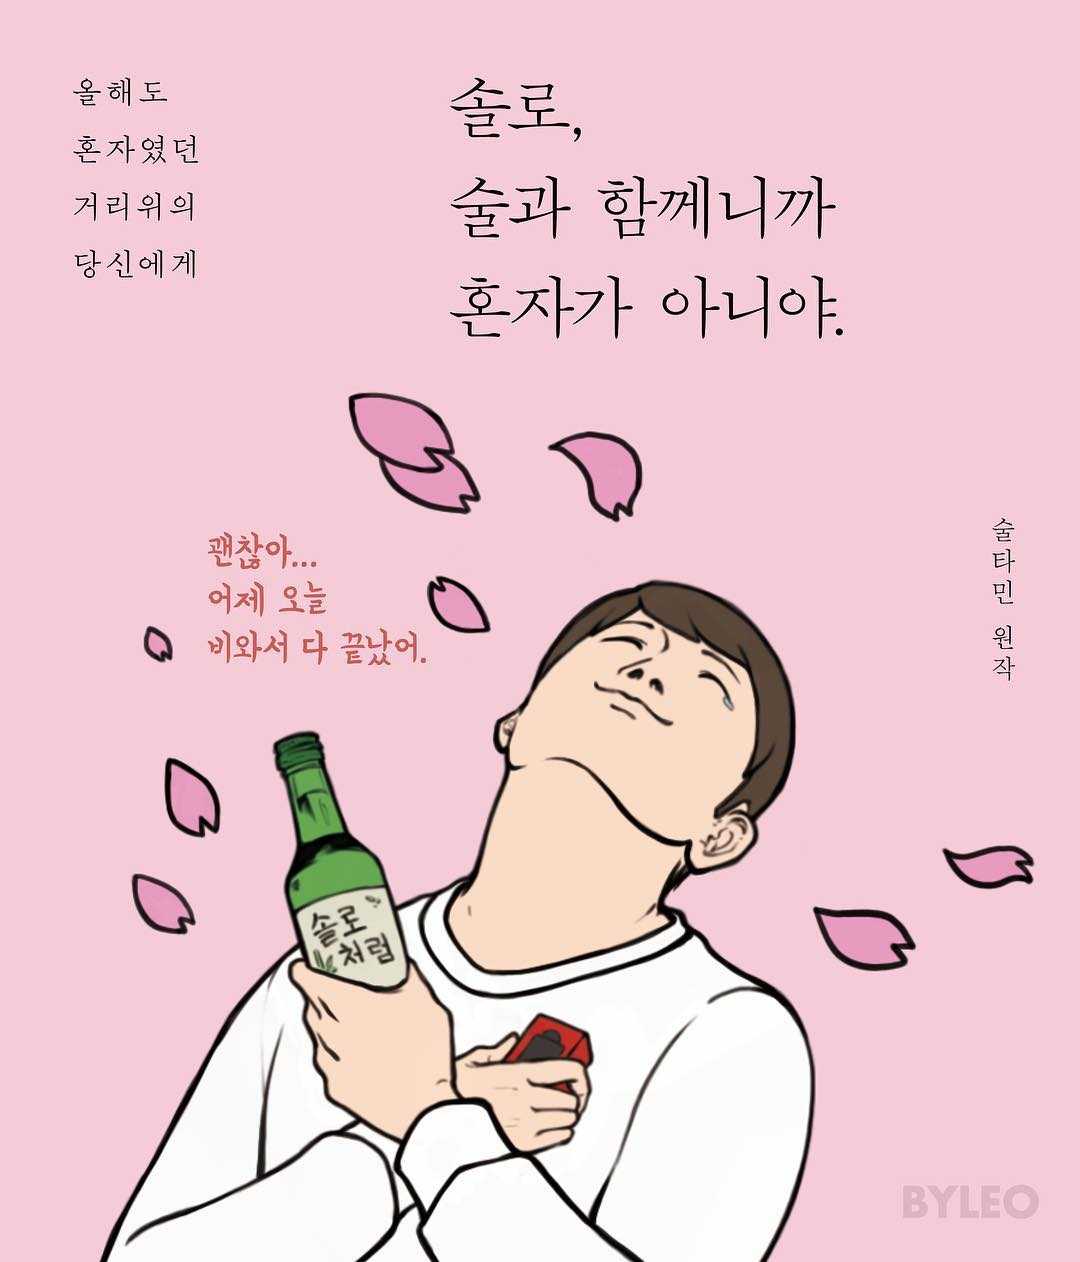 올해도
혼자였던
거리위의
당신에게
솔로,
술과 함께니까
혼자가 아니야.
괜찮아...
어제 오늘
비와서 다 끝났어.
술타민 원작
솔로
처럼
BYLEO